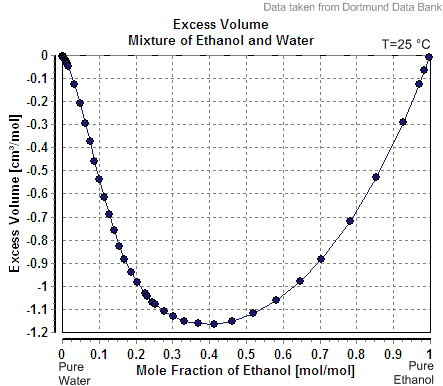 Data taken from Dortmund Data Bank
Excess Volume
Mixture of Ethanol and Water
T=25 °C
Excess Volume [cm³/mol]
0
-0.1
-0.2
-0.3
-0.4
-0.5
-0.6
-0.7
-0.8
-0.9
-1
-1.1
-1.2
0 0.1 0.2 0.3 0.4 0.5 0.6 0.7 0.8 0.9 1
Pure
Water
Mole Fraction of Ethanol [mol/mol]
Pure
Ethanol